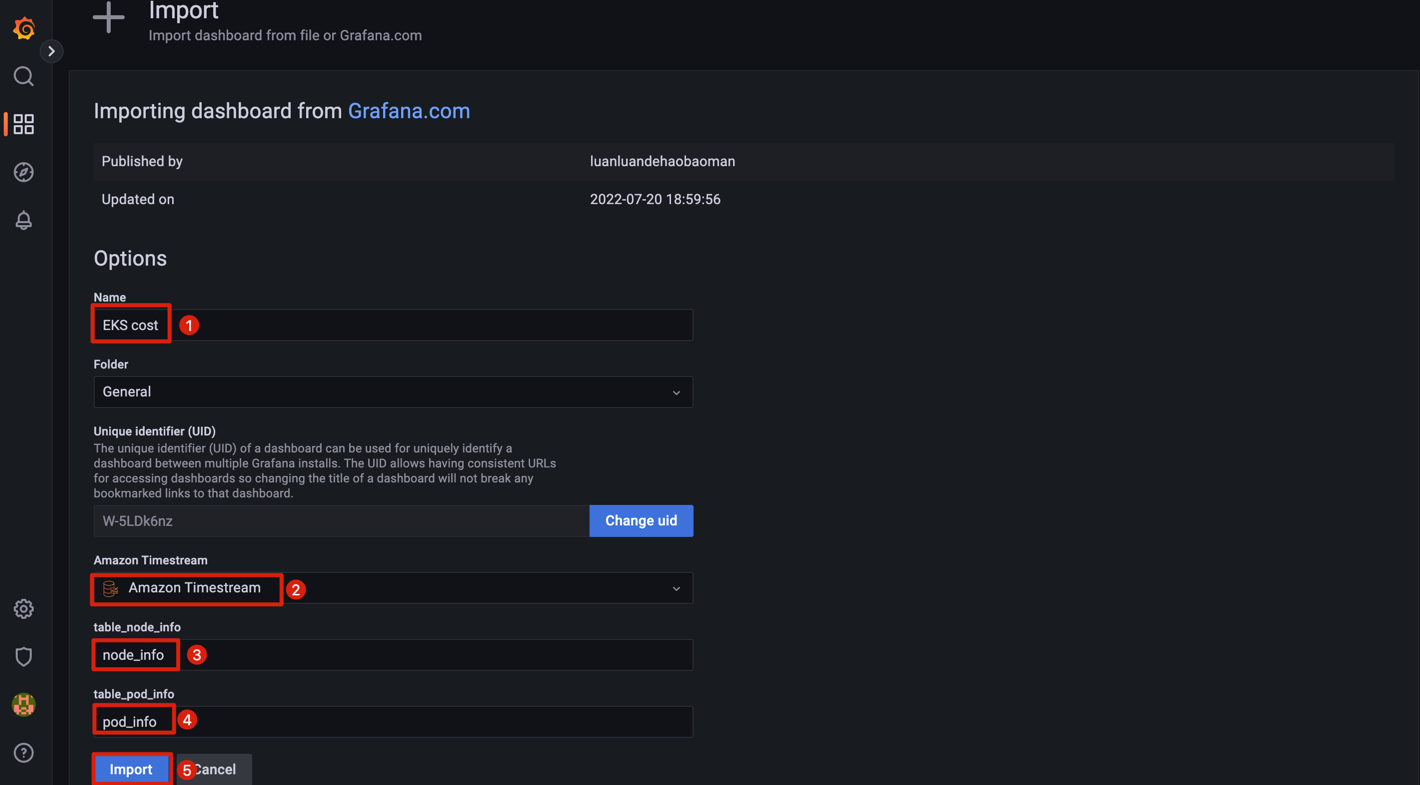 Import
Import dashboard from file or Grafana.com
Importing dashboard from Grafana.com
Published by luanluandehaobaoman
Updated on 2022-07-20 18:59:56
Options
Name
EKS cost 1
Folder
General
Unique identifier (UID)
The unique identifier (UID) of a dashboard can be used for uniquely identify a
dashboard between multiple Grafana installs. The UID allows having consistent URLs
for accessing dashboards so changing the title of a dashboard will not break any
bookmarked links to that dashboard.
W-5LDk6nz Change uid
Amazon Timestream
Amazon Timestream 2
table_node_info
node_info 3
table_pod_info
pod_info 4
Import 5 Cancel